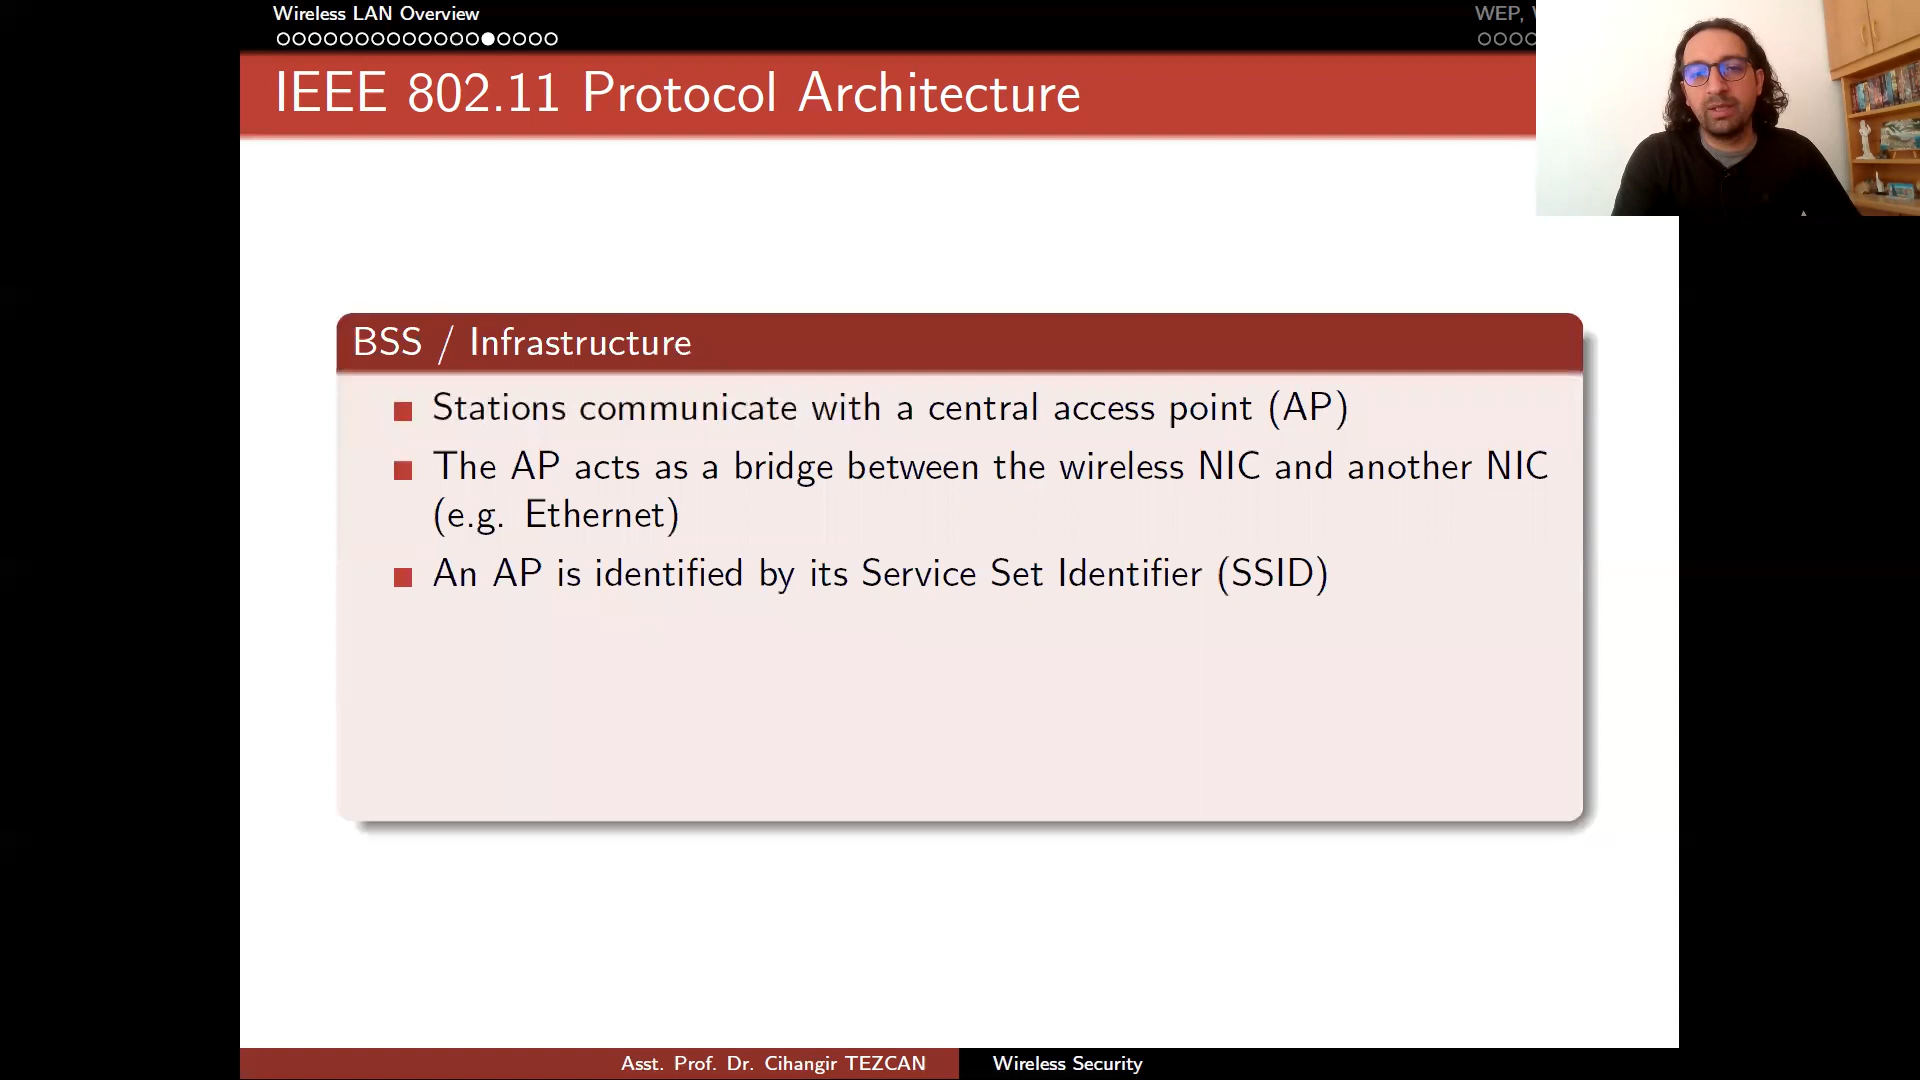 Wireless LAN Overview
WEP,
IEEE 802.11 Protocol Architecture
BSS / Infrastructure
Stations communicate with a central access point (AP)
The AP acts as a bridge between the wireless NIC and another NIC
(e.g. Ethernet)
An AP is identified by its Service Set Identifier (SSID)
Asst. Prof. Dr. Cihangir TEZCAN
Wireless Security